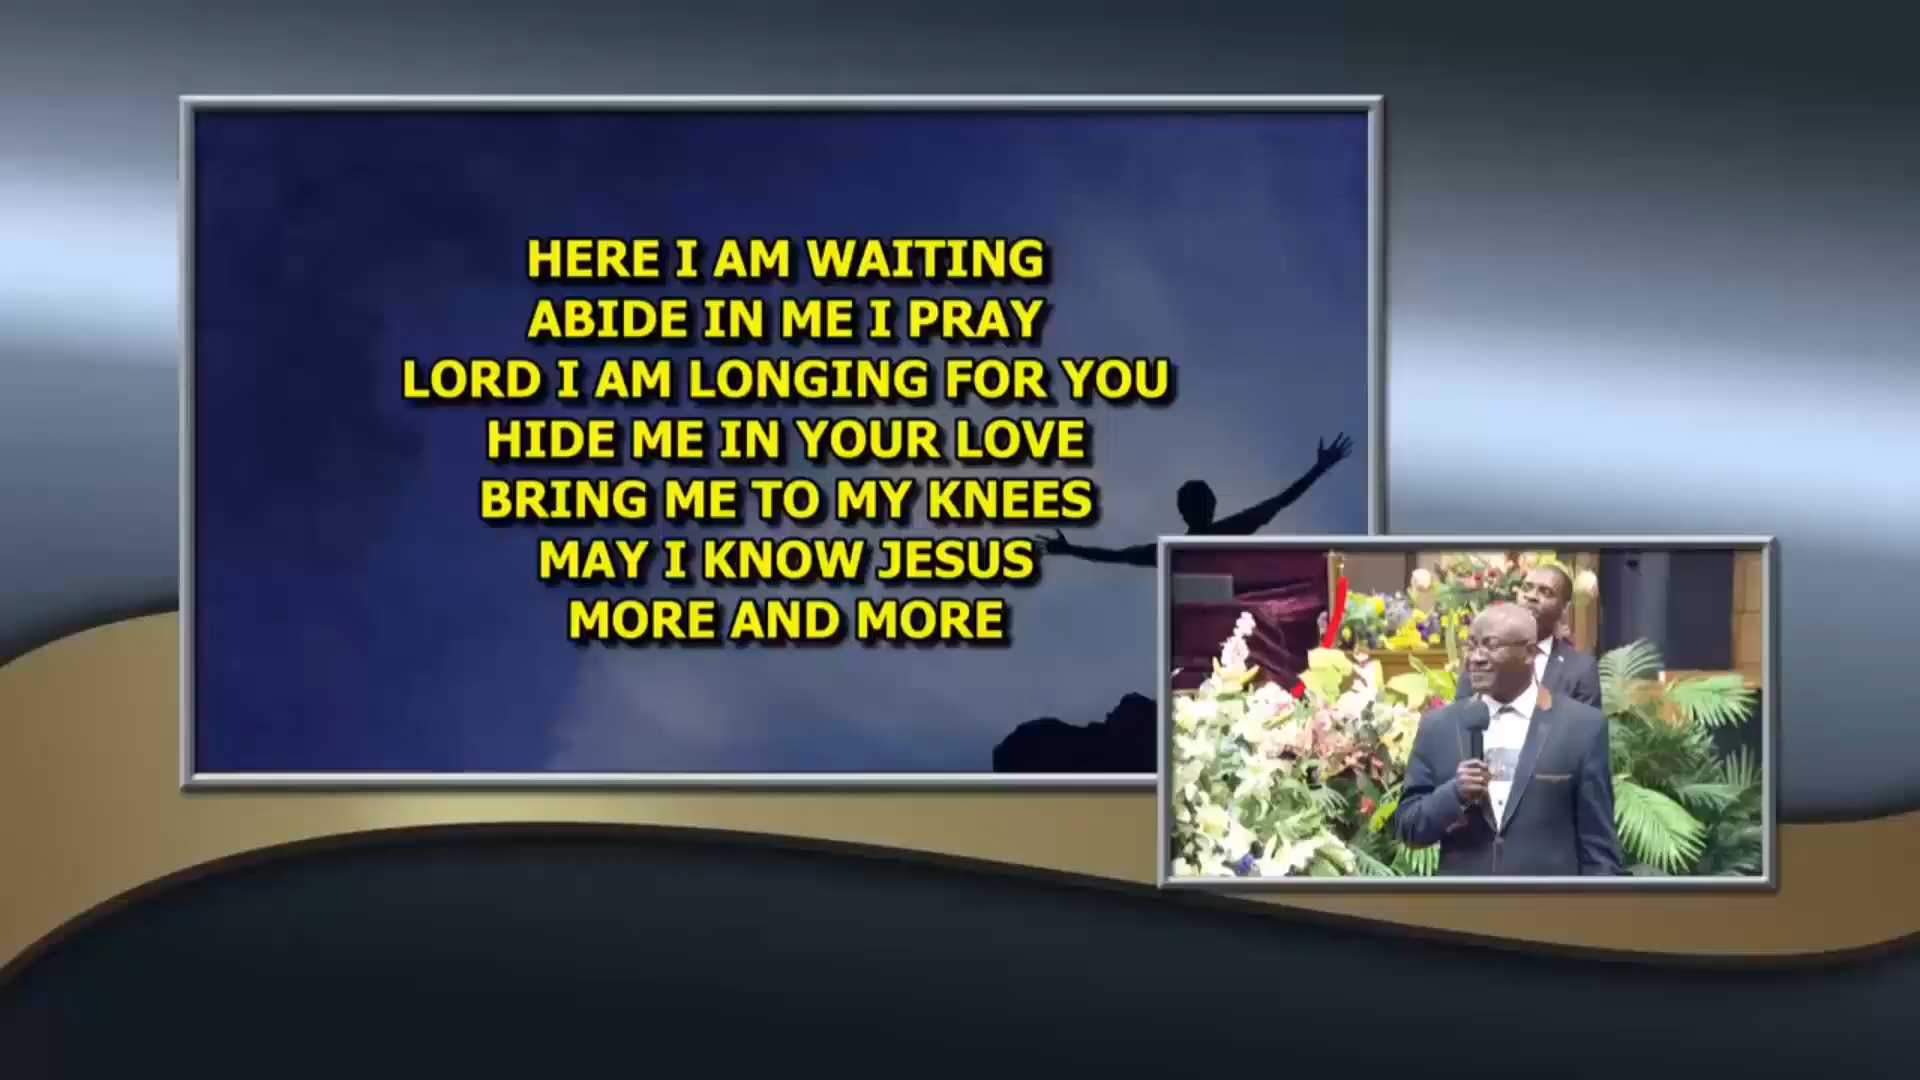 HERE I AM WAITING
ABIDE IN ME I PRAY
LORD I AM LONGING FOR YOU
HIDE ME IN YOUR LOVE
BRING ME TO MY KNEES
MAY I KNOW JESUS
MORE AND MORE